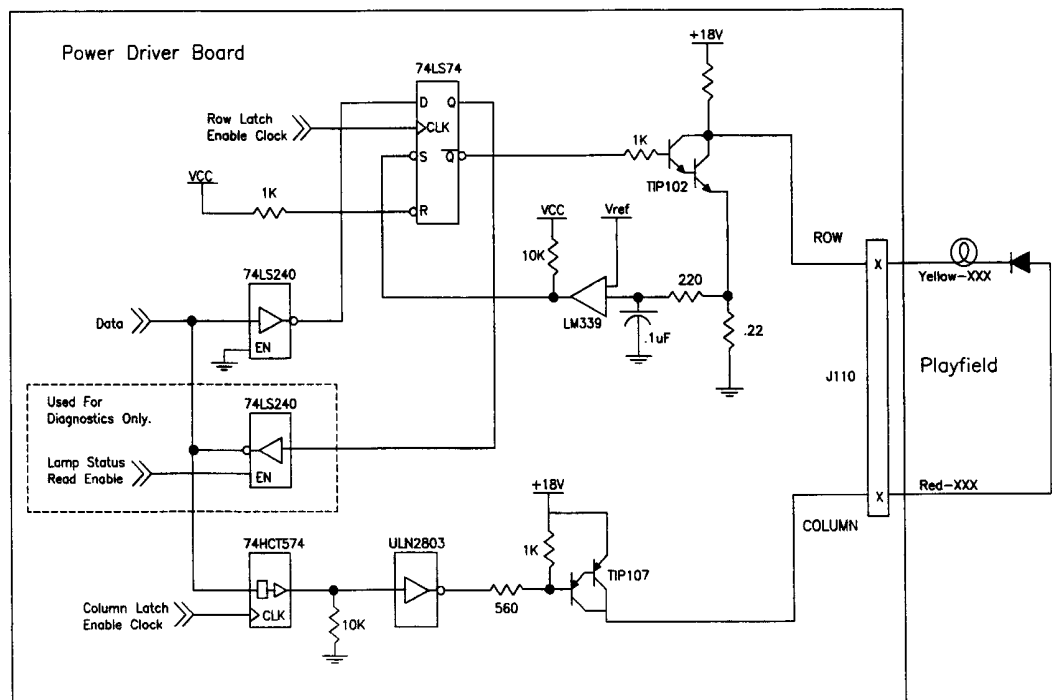 Power Driver Board
74LS74
+18V
D Q
Row Latch
Enable Clock
CLK
S Q
1K
TIP102
VCC
1K
R
VCC
Vref
10K
ROW
X
Yellow-XXX
74LS240
220
LM339
.1uF
.22
Data
EN
J110
Playfield
Used For
Diagnostics Only.
74LS240
Lamp Status
Read Enable
EN
+18V
X
Red-XXX
COLUMN
74HCT574
ULN2803
1K
TIP107
560
Column Latch
Enable Clock
CLK
10K